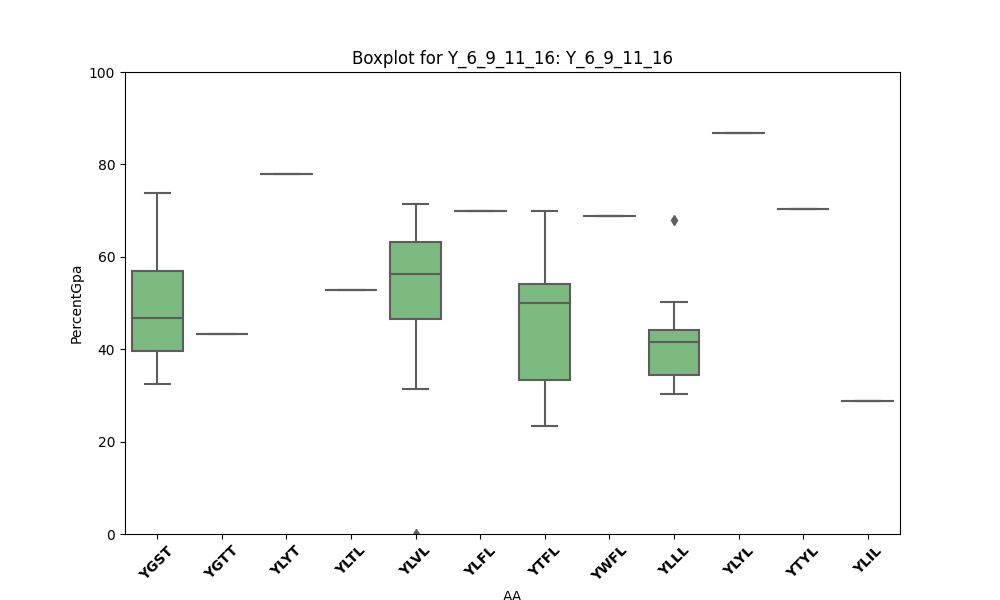 Boxplot for Y_6_9_11_16: Y_6_9_11_16
100
80
60
40
20
0
PercentGpa
YGST
YGTT
YLYT
YLTL
YLVL
YLFL
YTFL
YWFL
YLLL
YLYL
YTYL
YLIL
AA